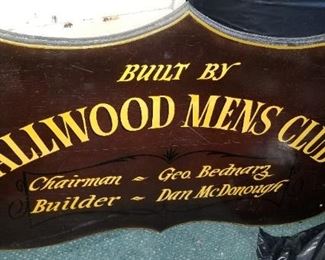 BUILT BY
ALLWOOD MENS CLUB
Chairman ~ Geo. Bednarz
Builder ~ Dan McDonough